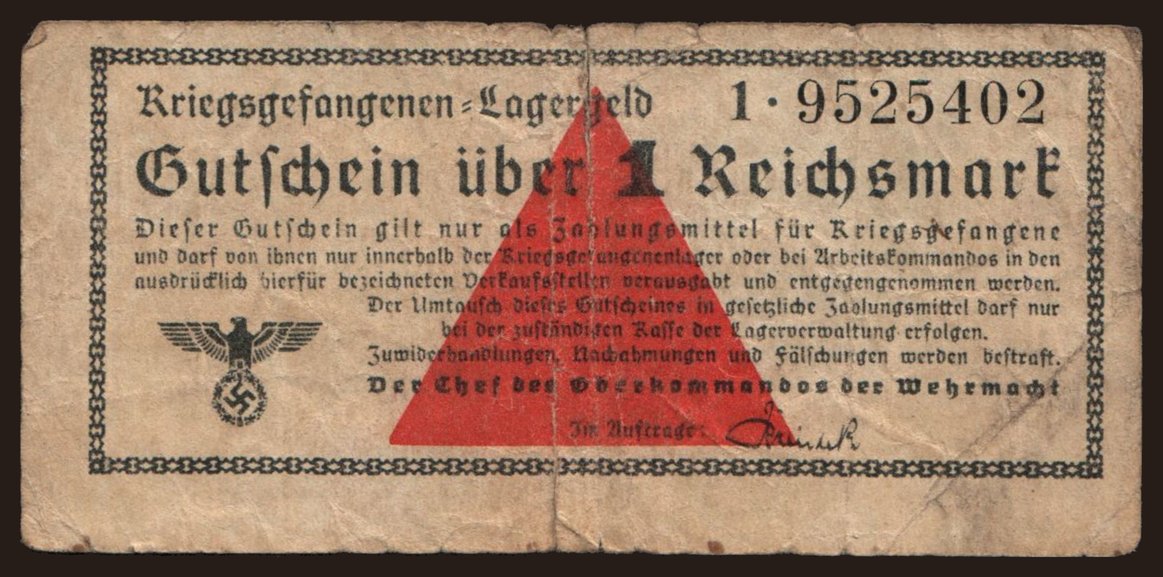 Kriegsgefangenen=Lagergeld 1 · 9525402
Gutſchein über 1 Reichsmark
Dieſer Gutſchein gilt nur als Zahlungsmittel für Kriegsgefangene
und darf von ihnen nur innerhalb der Kriegsgefangenenlager oder bei Arbeitskommandos in den
ausdrücklich hierfür bezeichneten Verkaufsſtellen verausgabt und entgegengenommen werden.
Der Umtauſch dieſes Gutſcheines in geſetzliche Zahlungsmittel darf nur
bei der zuſtändigen Kaſſe der Lagerverwaltung erfolgen.
Zuwiderhandlungen, Nachahmungen und Fälſchungen werden beſtraft.
Der Chef des Oberkommandos der Wehrmacht
Im Auftrage: